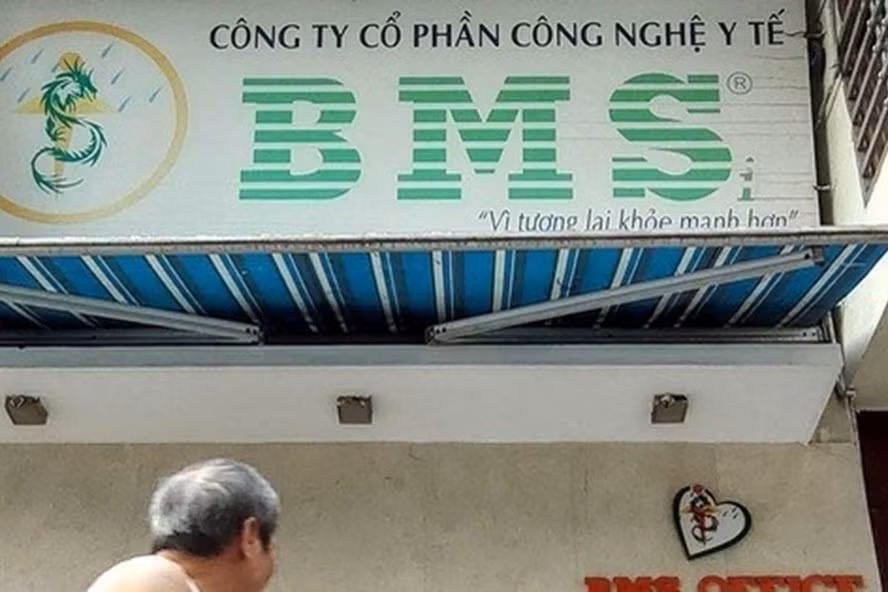 CÔNG TY CỔ PHẦN CÔNG NGHỆ Y TẾ
BMS®
"Vì tương lai khỏe mạnh hơn"
BMS OFFICE